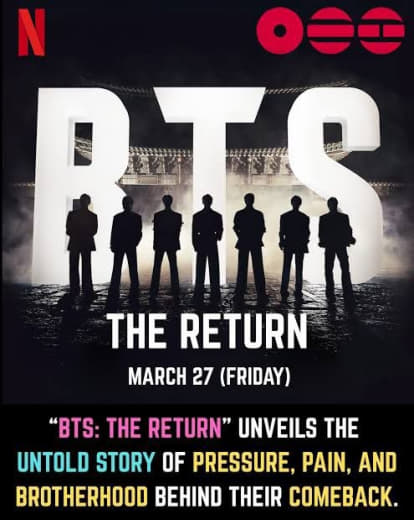 N
BTS
THE RETURN
MARCH 27 (FRIDAY)
“BTS: THE RETURN” UNVEILS THE
UNTOLD STORY OF PRESSURE, PAIN, AND
BROTHERHOOD BEHIND THEIR COMEBACK.